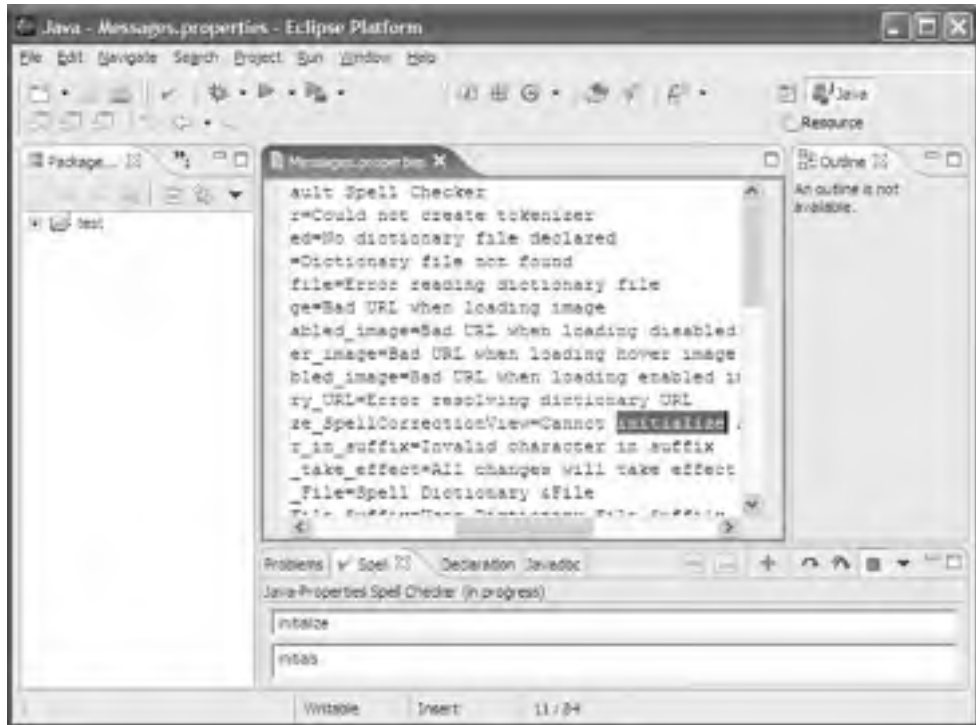 Java - Messages.properties - Eclipse Platform
File Edit Navigate Search Project Run Window Help
Java
Resource
Package...
test
Messages.properties
ault Spell Checker
r=Could not create tokenizer
ed=No dictionary file declared
=Dictionary file not found
file=Error reading dictionary file
ge=Bad URL when loading image
abled_image=Bad URL when loading disabled
er_image=Bad URL when loading hover image
bled_image=Bad URL when loading enabled i
ry_URL=Error resolving dictionary URL
ze_SpellCorrectionView=Cannot initialize
r_in_suffix=Invalid character in suffix
_take_effect=All changes will take effect
_File=Spell Dictionary &File
File_Suffix=User Dictionary File Suffix
Outline
An outline is not
available.
Problems Spell Declaration Javadoc
Java-Properties Spell Checker (in progress)
initialize
initials
Writable Insert 11 : 84